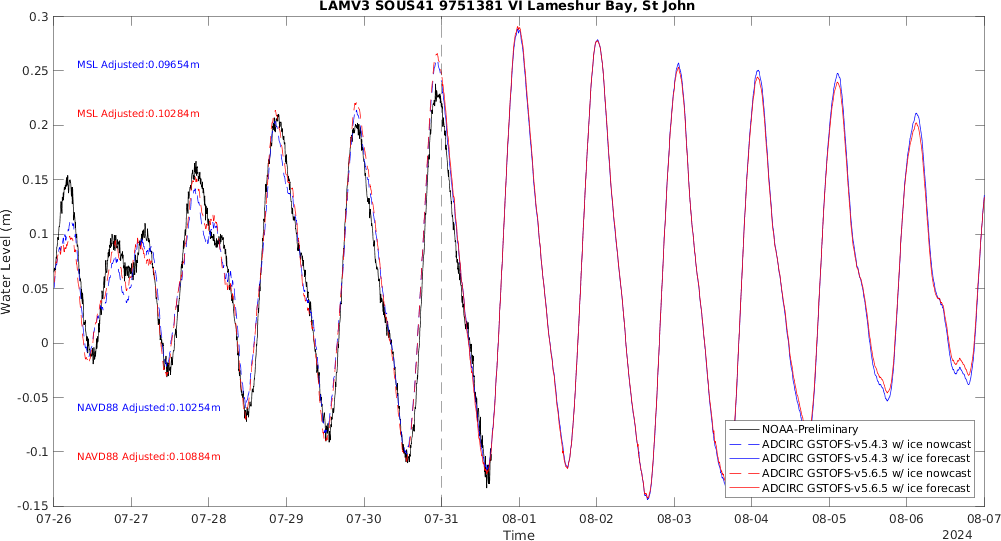 LAMV3 SOUS41 9751381 VI Lameshur Bay, St John
0.3
0.25
0.2
0.15
0.1
0.05
0
-0.05
-0.1
-0.15
Water Level (m)
MSL Adjusted:0.09654m
MSL Adjusted:0.10284m
NAVD88 Adjusted:0.10254m
NAVD88 Adjusted:0.10884m
NOAA-Preliminary
ADCIRC GSTOFS-v5.4.3 w/ ice nowcast
ADCIRC GSTOFS-v5.4.3 w/ ice forecast
ADCIRC GSTOFS-v5.6.5 w/ ice nowcast
ADCIRC GSTOFS-v5.6.5 w/ ice forecast
07-26 07-27 07-28 07-29 07-30 07-31 08-01 08-02 08-03 08-04 08-05 08-06 08-07
Time
2024